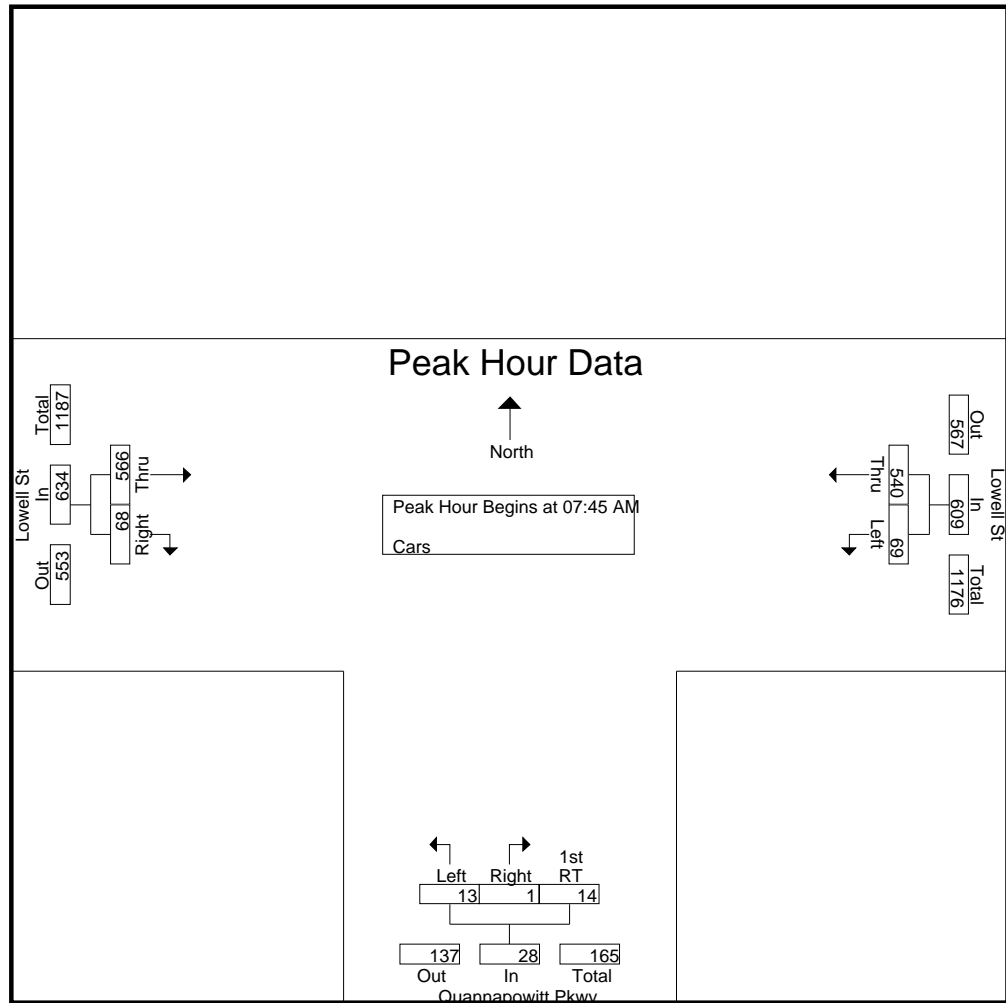 Peak Hour Data
North
Peak Hour Begins at 07:45 AM
Cars
Lowell St
Total
1187
In
634
Out
553
566
Thru
68
Right
Lowell St
Out
567
In
609
Total
1176
540
Thru
69
Left
Left Right 1st RT
13 1 14
137 28 165
Out In Total
Quannapowitt Pkwy